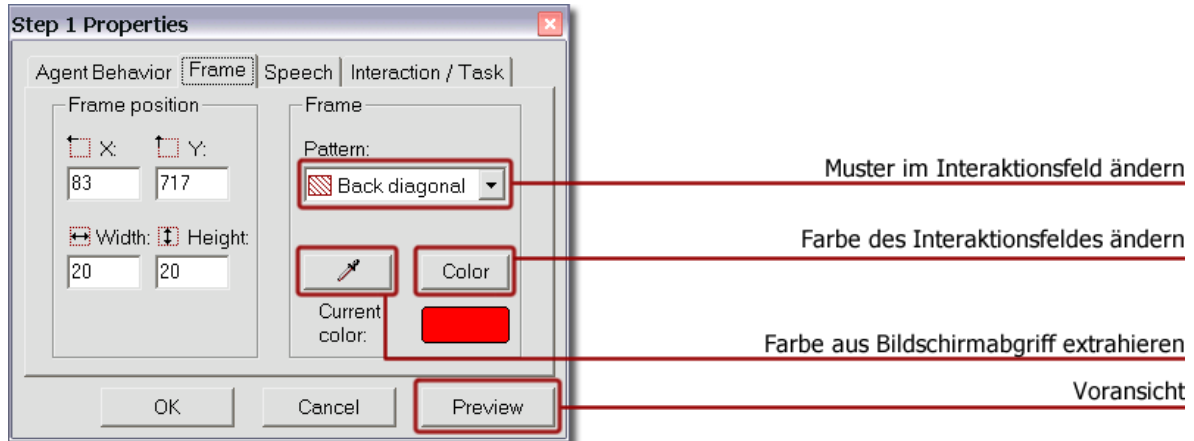 Step 1 Properties
Agent Behavior Frame Speech Interaction / Task
Frame position
X: Y:
83 717
Width: Height:
20 20
Frame
Pattern:
Back diagonal
Color
Current
color:
OK Cancel Preview
Muster im Interaktionsfeld ändern
Farbe des Interaktionsfeldes ändern
Farbe aus Bildschirmabgriff extrahieren
Voransicht